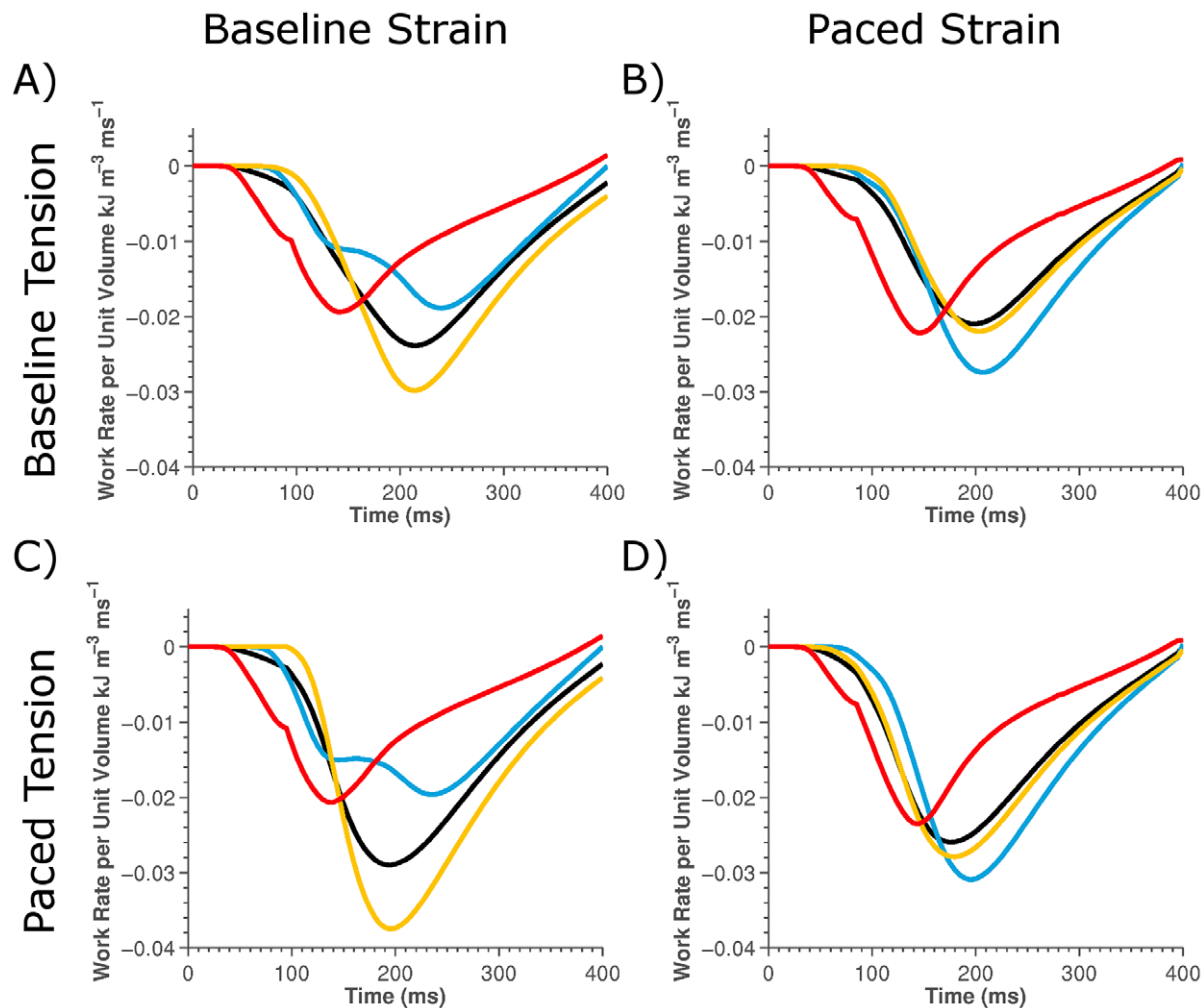 Baseline Strain
Paced Strain
A)
B)
Baseline Tension
Work Rate per Unit Volume kJ m⁻³ ms⁻¹
0
−0.01
−0.02
−0.03
−0.04
0 100 200 300 400
Time (ms)
Work Rate per Unit Volume kJ m⁻³ ms⁻¹
0
−0.01
−0.02
−0.03
−0.04
0 100 200 300 400
Time (ms)
C)
D)
Paced Tension
Work Rate per Unit Volume kJ m⁻³ ms⁻¹
0
−0.01
−0.02
−0.03
−0.04
0 100 200 300 400
Time (ms)
Work Rate per Unit Volume kJ m⁻³ ms⁻¹
0
−0.01
−0.02
−0.03
−0.04
0 100 200 300 400
Time (ms)